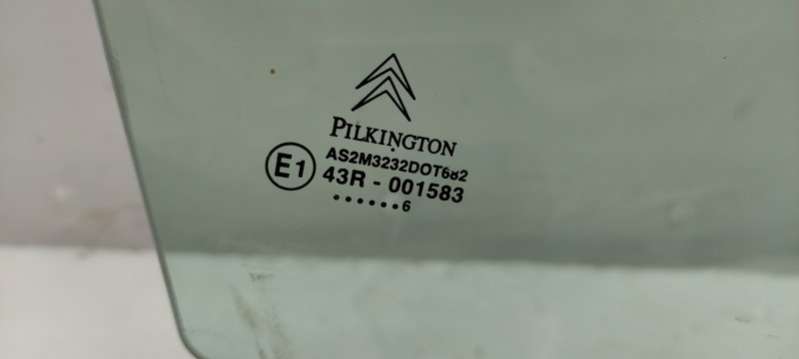 PILKINGTON
AS2M3232DOT682
E1
43R - 001583
••••••6